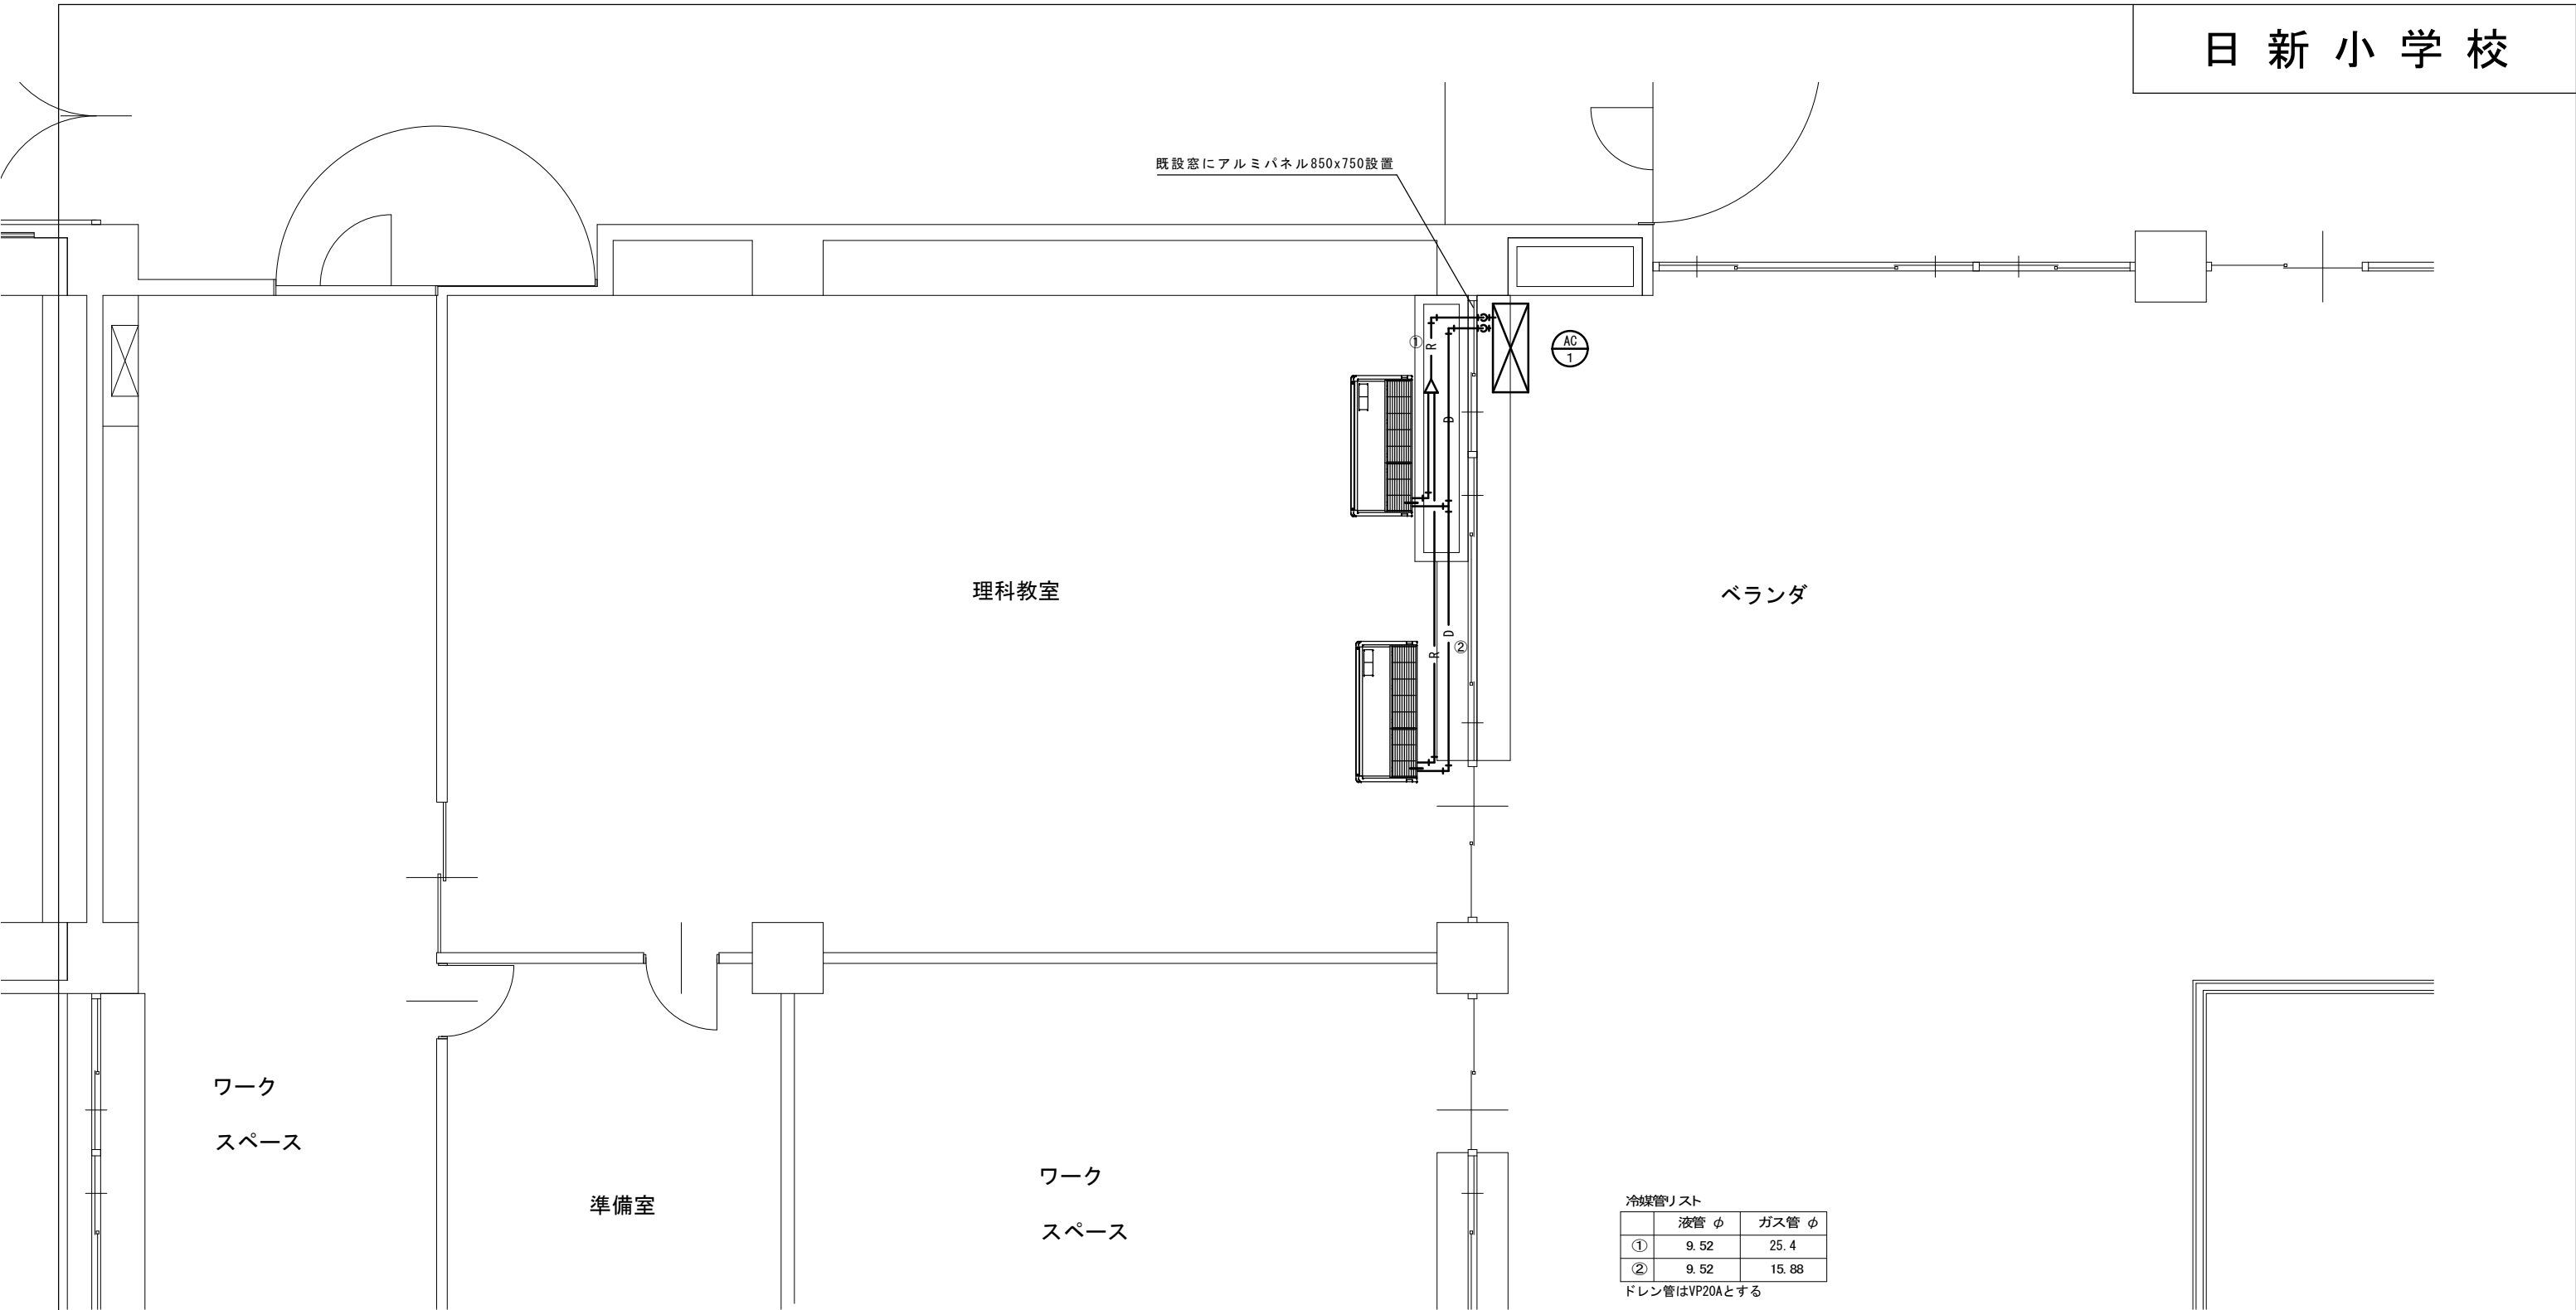 日新小学校
既設窓にアルミパネル850x750設置
①
R
AC
1
D
理科教室
ベランダ
D
②
R
ワーク
スペース
準備室
ワーク
スペース
冷媒管リスト
液管 φ ガス管 φ
① 9.52 25.4
② 9.52 15.88
ドレン管はVP20Aとする